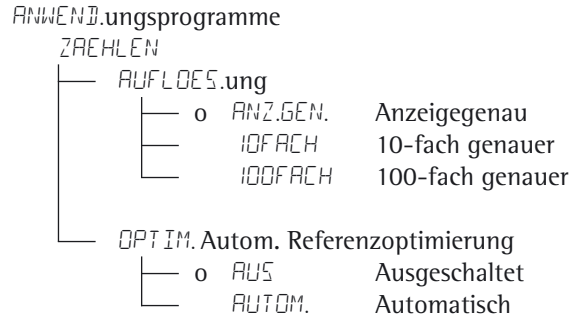 ANWEND.ungsprogramme
ZAEHLEN
AUFLOES.ung
o ANZ.GEN. Anzeigegenau
10FACH 10-fach genauer
100FACH 100-fach genauer
OPTIM. Autom. Referenzoptimierung
o AUS Ausgeschaltet
AUTOM. Automatisch